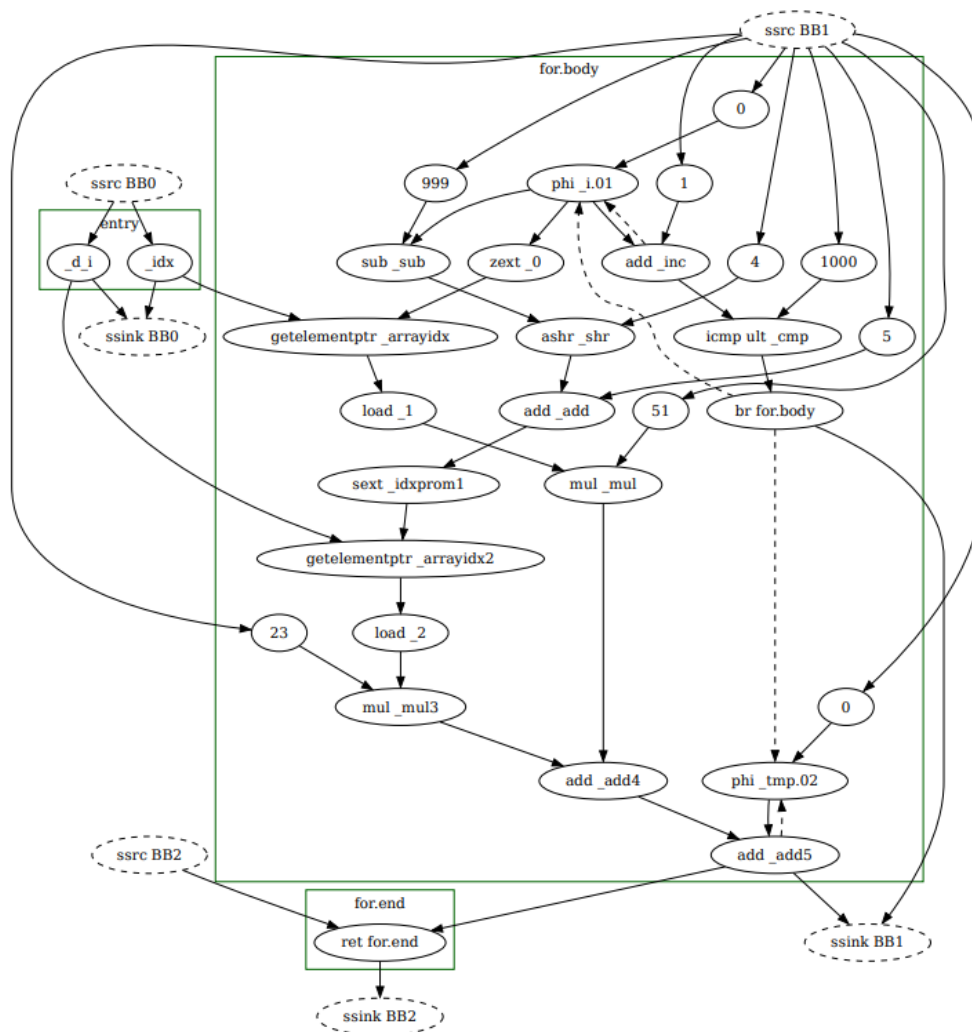 ssrc BB1
for.body
0
999
phi _i.01
1
ssrc BB0
entry
_d_i
_idx
sub _sub
zext _0
add _inc
4
1000
ssink BB0
getelementptr _arrayidx
ashr _shr
icmp ult _cmp
5
load _1
add _add
51
br for.body
sext _idxprom1
mul _mul
getelementptr _arrayidx2
23
load _2
mul _mul3
0
add _add4
phi _tmp.02
ssrc BB2
add _add5
for.end
ret for.end
ssink BB1
ssink BB2